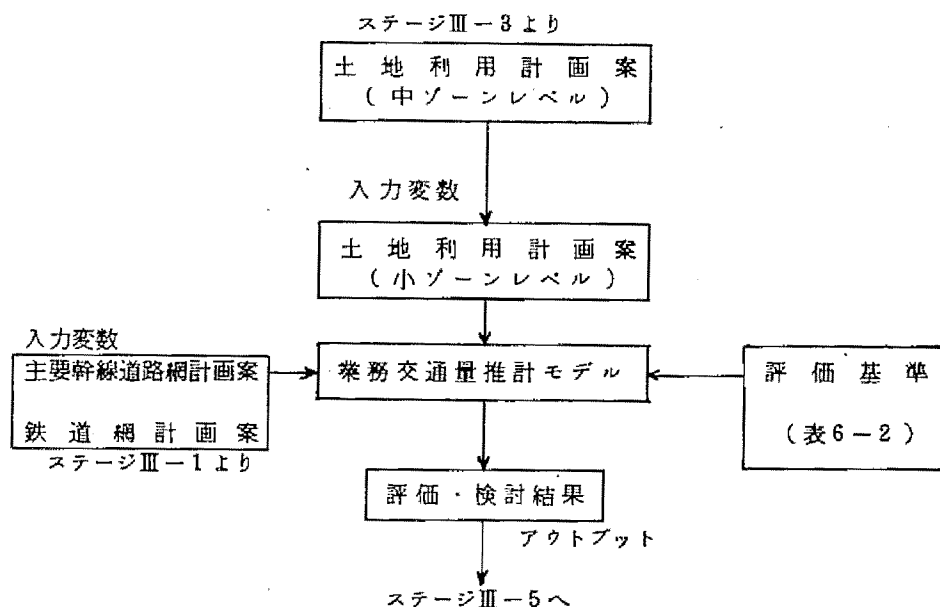 ステージⅢ－3より
土地利用計画案
（中ゾーンレベル）
入力変数
土地利用計画案
（小ゾーンレベル）
入力変数
主要幹線道路網計画案
鉄道網計画案
ステージⅢ－1より
業務交通量推計モデル
評価基準
（表6－2）
評価・検討結果
アウトプット
ステージⅢ－5へ